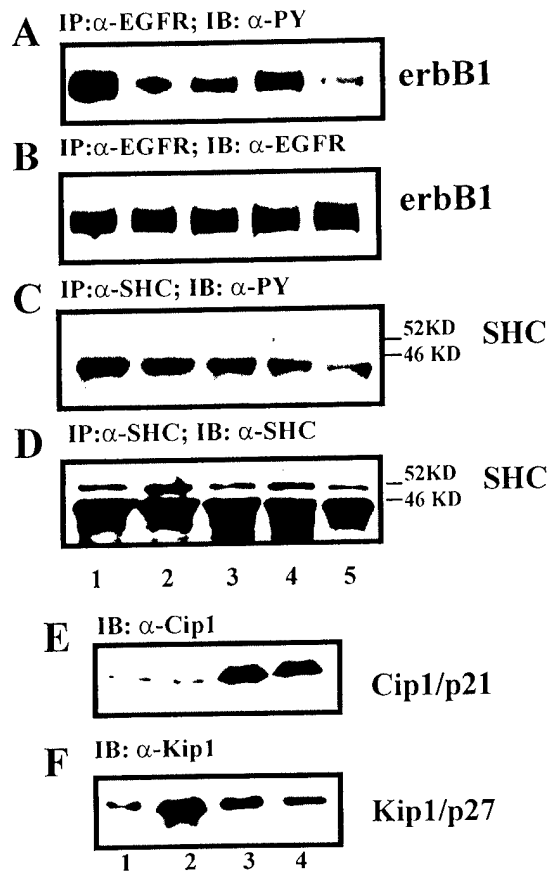 A IP:α-EGFR; IB: α-PY
erbB1
B IP:α-EGFR; IB: α-EGFR
erbB1
C IP:α-SHC; IB: α-PY
52KD SHC
46 KD
D IP:α-SHC; IB: α-SHC
52KD SHC
46 KD
1 2 3 4 5
E IB: α-Cip1
Cip1/p21
F IB: α-Kip1
Kip1/p27
1 2 3 4